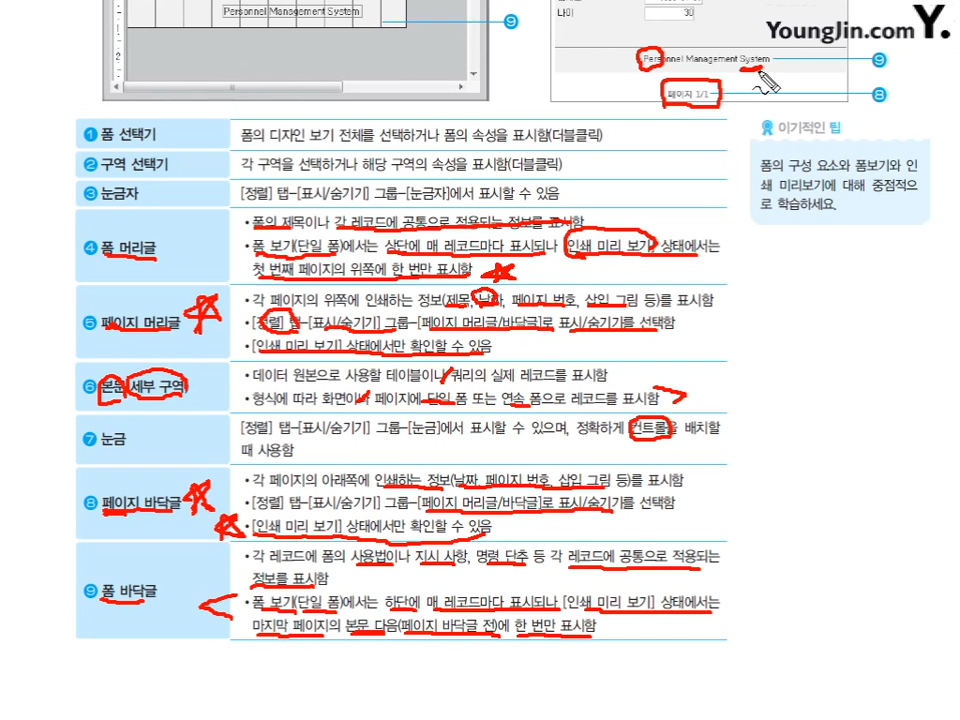 Personnel Management System
⑨
나이
30
YoungJin.com Y.
Personnel Management System
⑨
페이지 1/1
⑧
① 폼 선택기
폼의 디자인 보기 전체를 선택하거나 폼의 속성을 표시함(더블클릭)
② 구역 선택기
각 구역을 선택하거나 해당 구역의 속성을 표시함(더블클릭)
③ 눈금자
[정렬] 탭-[표시/숨기기] 그룹-[눈금자]에서 표시할 수 있음
④ 폼 머리글
• 폼의 제목이나 각 레코드에 공통으로 적용되는 정보를 표시함
• 폼 보기(단일 폼)에서는 상단에 매 레코드마다 표시되나 [인쇄 미리 보기] 상태에서는
첫 번째 페이지의 위쪽에 한 번만 표시함
⑤ 페이지 머리글
• 각 페이지의 위쪽에 인쇄하는 정보(제목, 날짜, 페이지 번호, 삽입 그림 등)를 표시함
• [정렬] 탭-[표시/숨기기] 그룹-[페이지 머리글/바닥글]로 표시/숨기기를 선택함
• [인쇄 미리 보기] 상태에서만 확인할 수 있음
⑥ 본문 세부 구역
• 데이터 원본으로 사용할 테이블이나 쿼리의 실제 레코드를 표시함
• 형식에 따라 화면이나 페이지에 단일 폼 또는 연속 폼으로 레코드를 표시함
⑦ 눈금
[정렬] 탭-[표시/숨기기] 그룹-[눈금]에서 표시할 수 있으며, 정확하게 컨트롤을 배치할
때 사용함
⑧ 페이지 바닥글
• 각 페이지의 아래쪽에 인쇄하는 정보(날짜, 페이지 번호, 삽입 그림 등)를 표시함
• [정렬] 탭-[표시/숨기기] 그룹-[페이지 머리글/바닥글]로 표시/숨기기를 선택함
• [인쇄 미리 보기] 상태에서만 확인할 수 있음
⑨ 폼 바닥글
• 각 레코드에 폼의 사용법이나 지시 사항, 명령 단추 등 각 레코드에 공통으로 적용되는
정보를 표시함
• 폼 보기(단일 폼)에서는 하단에 매 레코드마다 표시되나 [인쇄 미리 보기] 상태에서는
마지막 페이지의 본문 다음(페이지 바닥글 전)에 한 번만 표시함
이기적인 팁
폼의 구성 요소와 폼보기와 인
쇄 미리보기에 대해 중점적으
로 학습하세요.